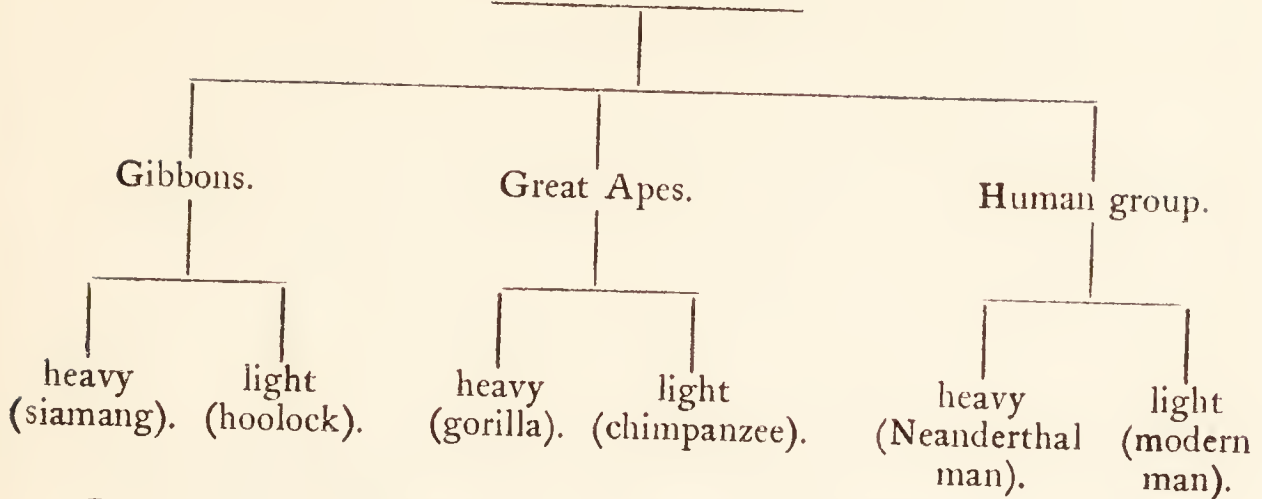 Gibbons.
Great Apes.
Human group.
heavy
(siamang).
light
(hoolock).
heavy
(gorilla).
light
(chimpanzee).
heavy
(Neanderthal
man).
light
(modern
man).